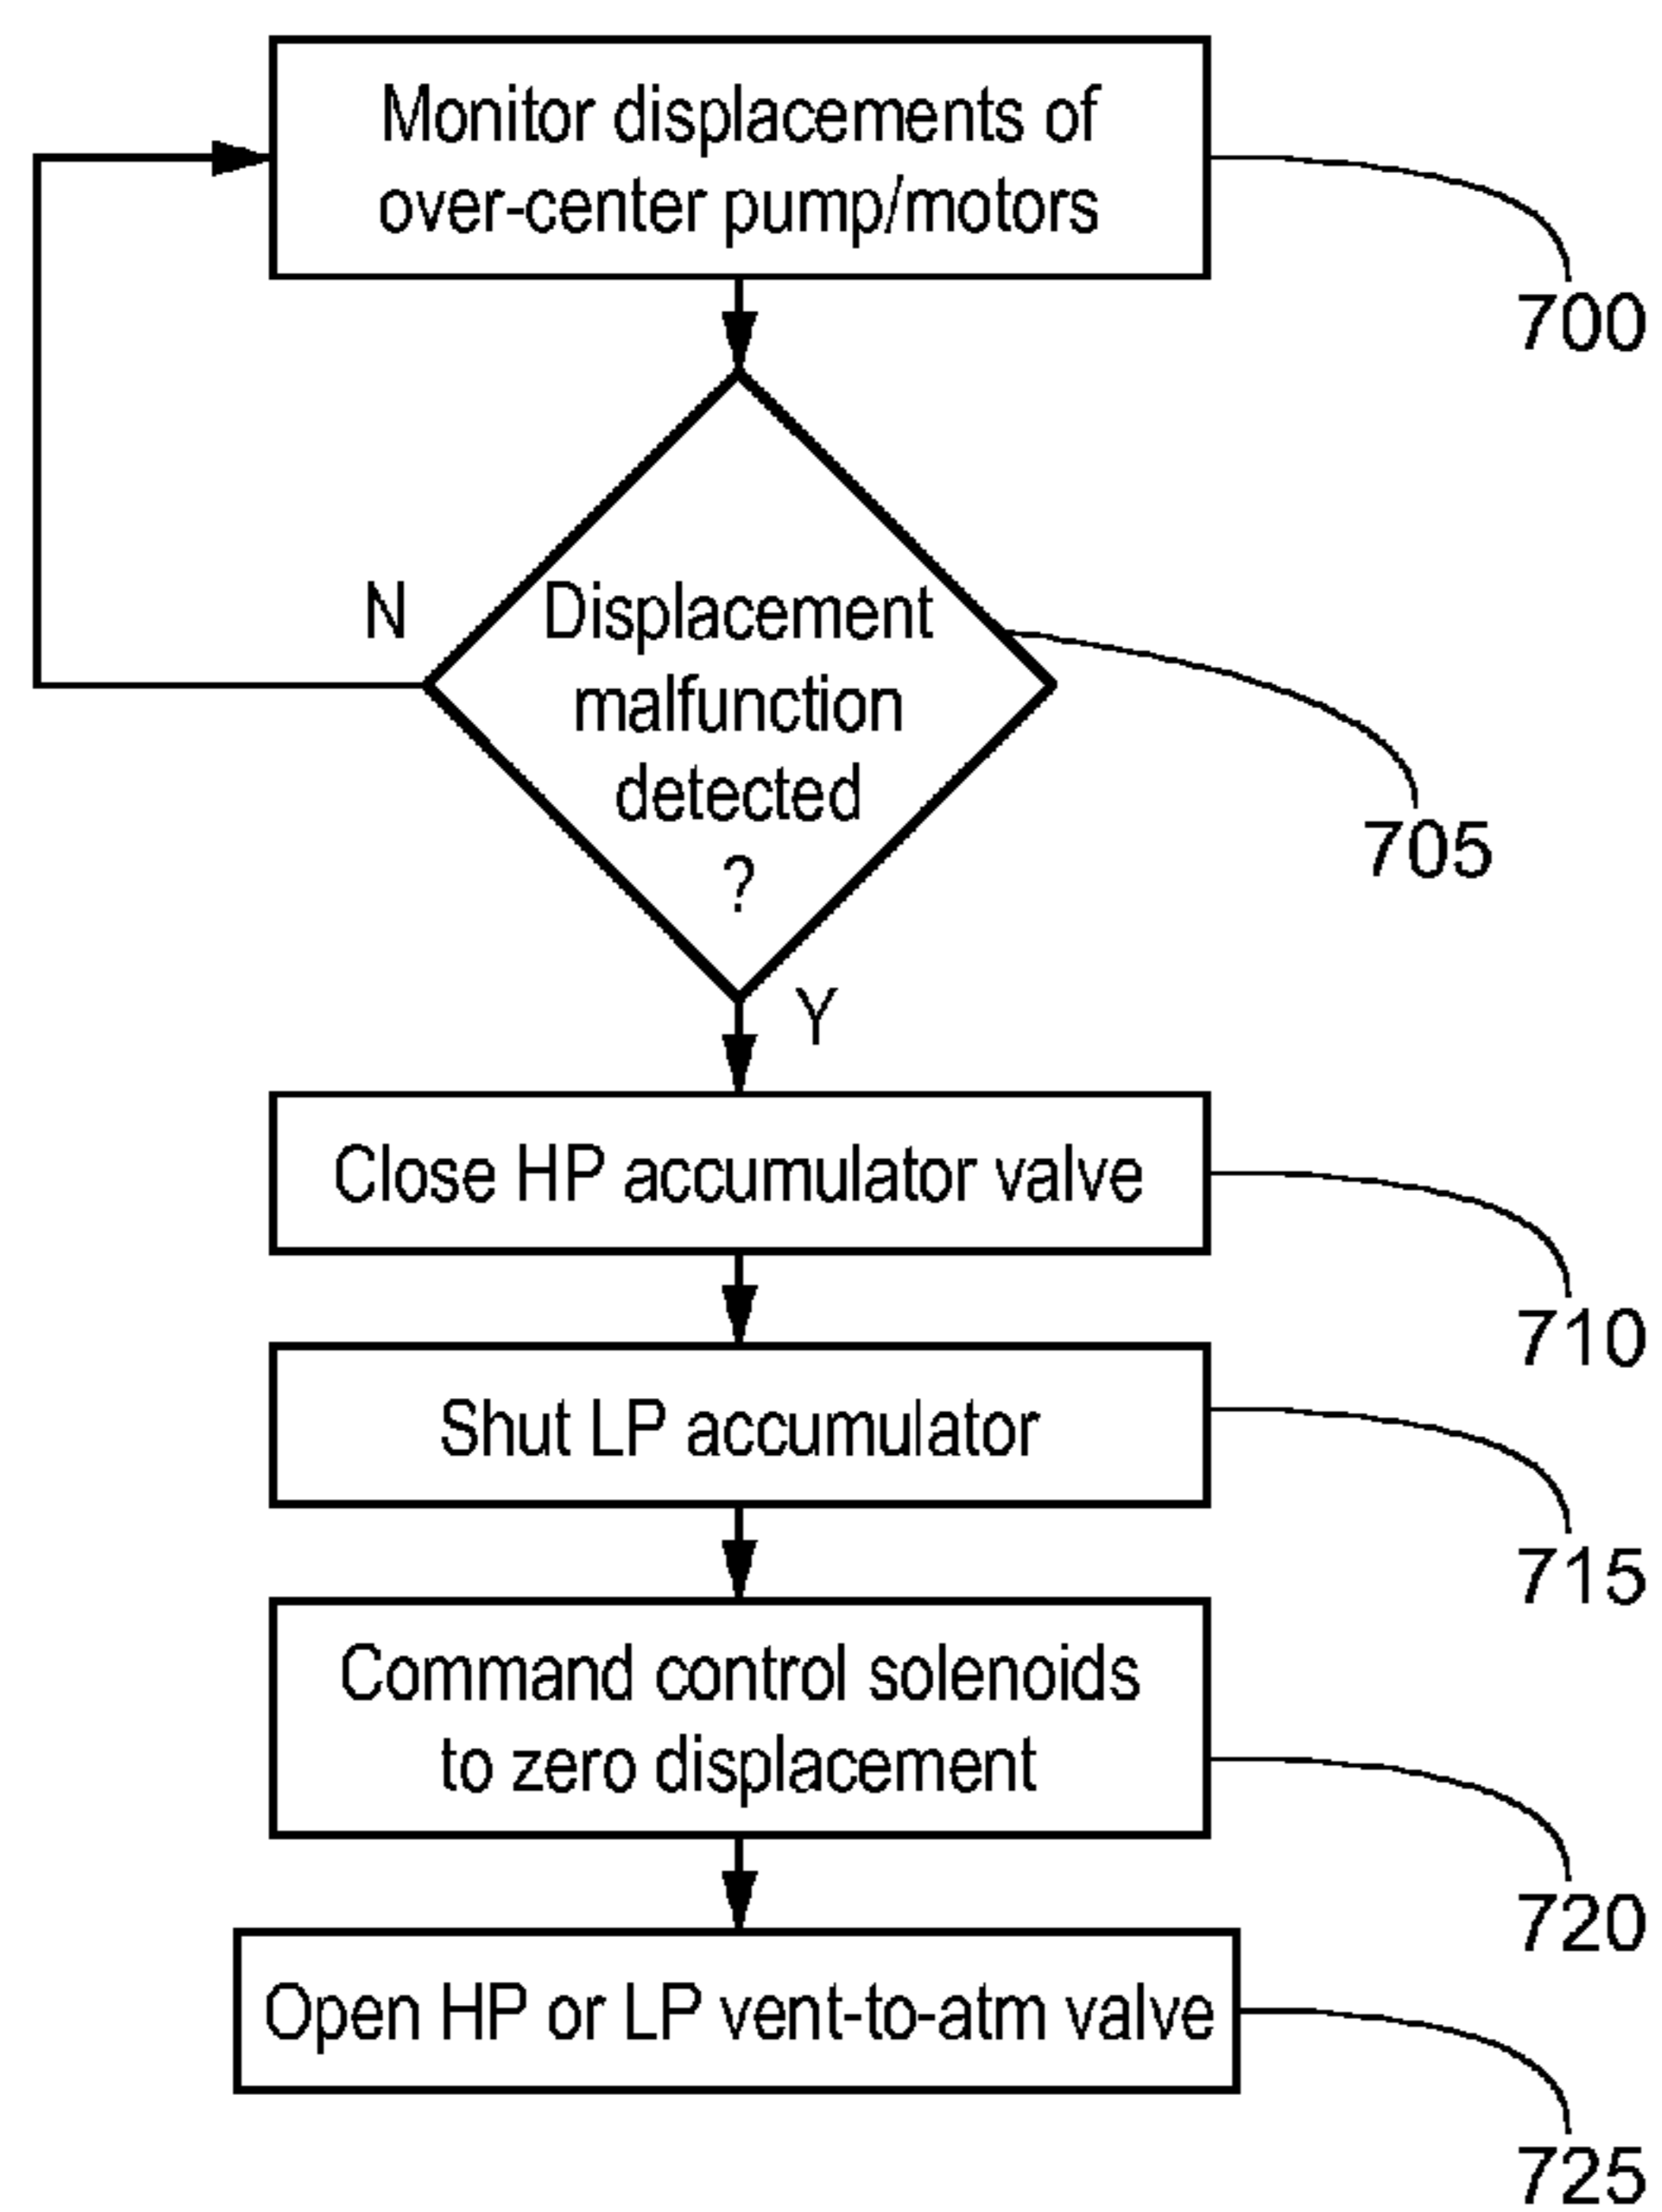 Monitor displacements of
over-center pump/motors
700
N
Displacement
malfunction
detected
?
705
Y
Close HP accumulator valve
710
Shut LP accumulator
715
Command control solenoids
to zero displacement
720
Open HP or LP vent-to-atm valve
725